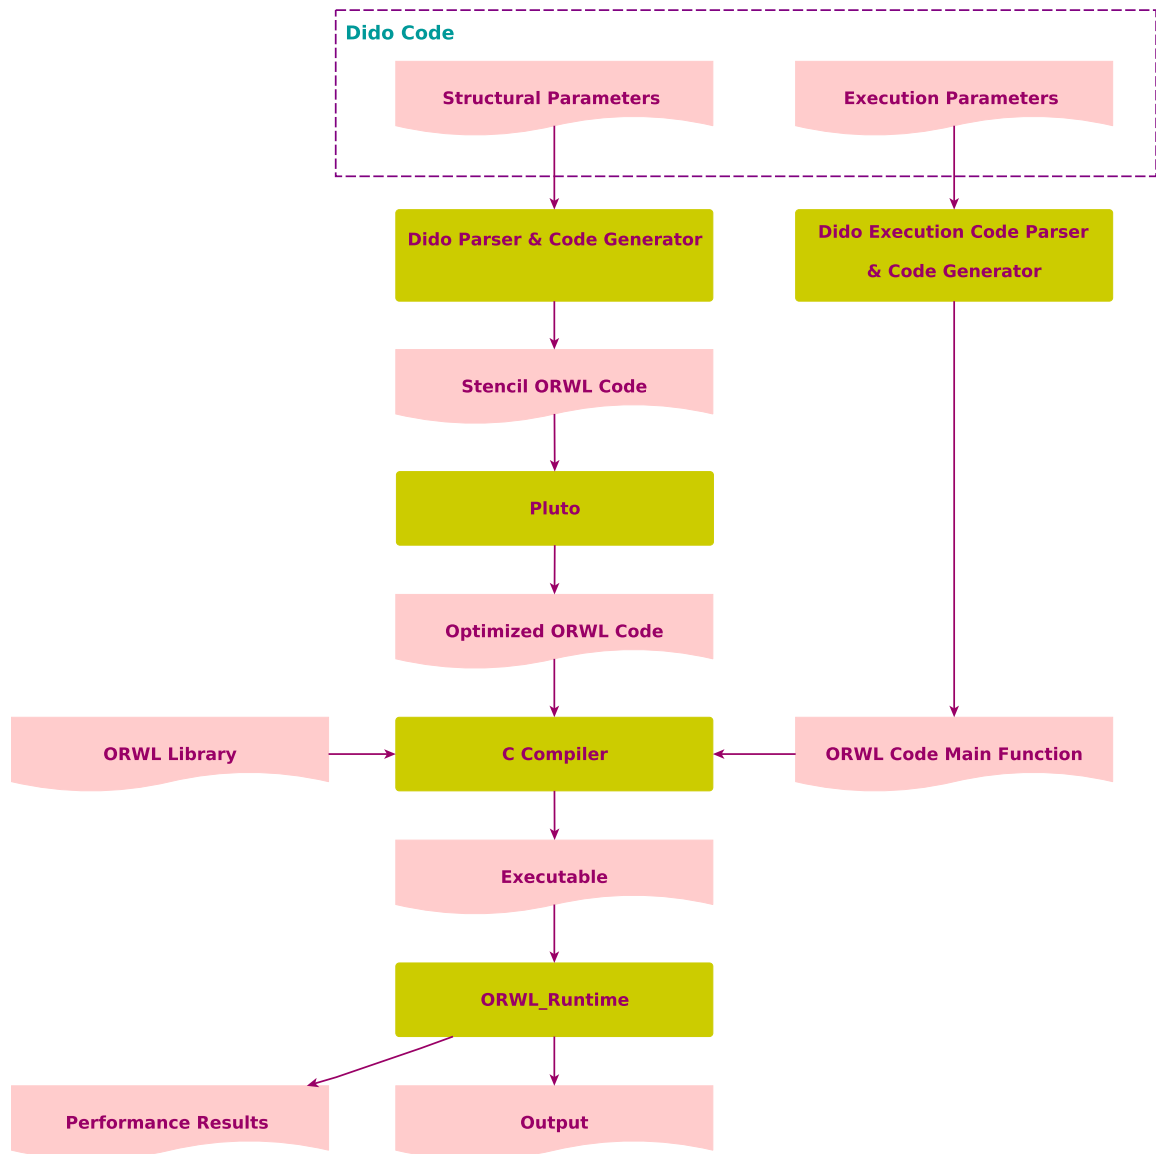 Dido Code
Structural Parameters
Execution Parameters
Dido Parser & Code Generator
Dido Execution Code Parser
& Code Generator
Stencil ORWL Code
Pluto
Optimized ORWL Code
ORWL Library
C Compiler
ORWL Code Main Function
Executable
ORWL_Runtime
Performance Results
Output